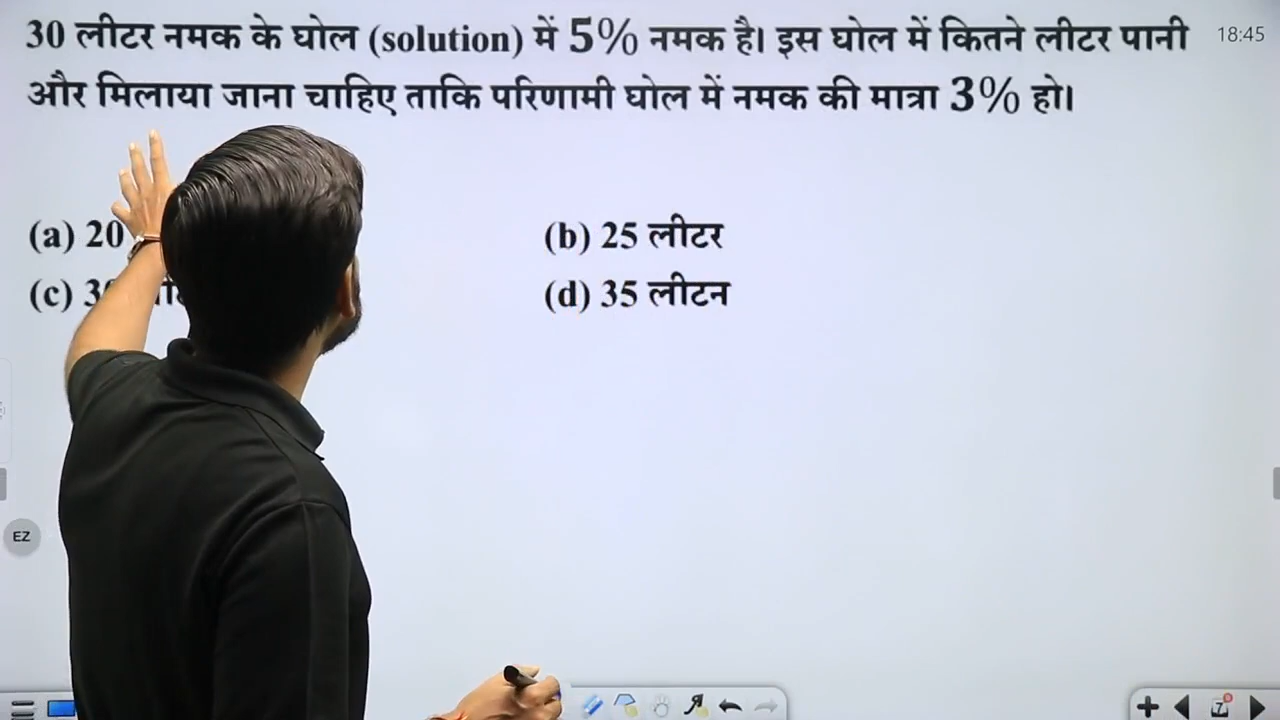 30 लीटर नमक के घोल (solution) में 5% नमक है। इस घोल में कितने लीटर पानी
18:45
और मिलाया जाना चाहिए ताकि परिणामी घोल में नमक की मात्रा 3% हो।
(a) 20
(b) 25 लीटर
(c)
(d) 35 लीटन
EZ